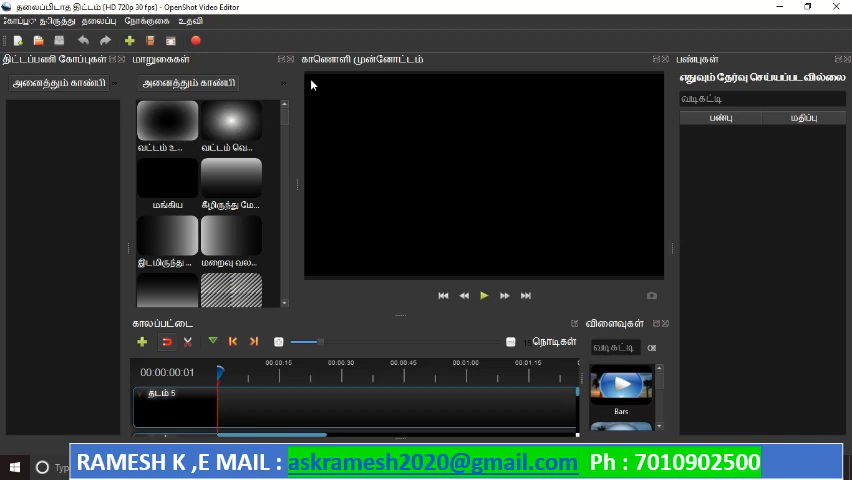 தலைப்பிடாத திட்டம் [HD 720p 30 fps] - OpenShot Video Editor
திருத்து தலைப்பு நோக்குகை உதவி
திட்டப்பணி கோப்புகள்
மாறுகைகள்
காணொளி முன்னோட்டம்
பண்புகள்
அனைத்தும் காண்பி »
அனைத்தும் காண்பி »
எதுவும் தேர்வு செய்யப்படவில்லை
வடிகட்டி
பண்பு மதிப்பு
வட்டம் உ... வட்டம் வெ...
மங்கிய கீழிருந்து மே...
இடமிருந்து ... மறைவு வல...
காலப்பட்டை
விளைவுகள்
15 நொடிகள்
வடிகட்டி
00:00:00:01
00:00:15 00:00:30 00:00:45 00:01:00 00:01:15
தடம் 5
Bars
Typ
RAMESH K ,E MAIL : askramesh2020@gmail.com Ph : 7010902500